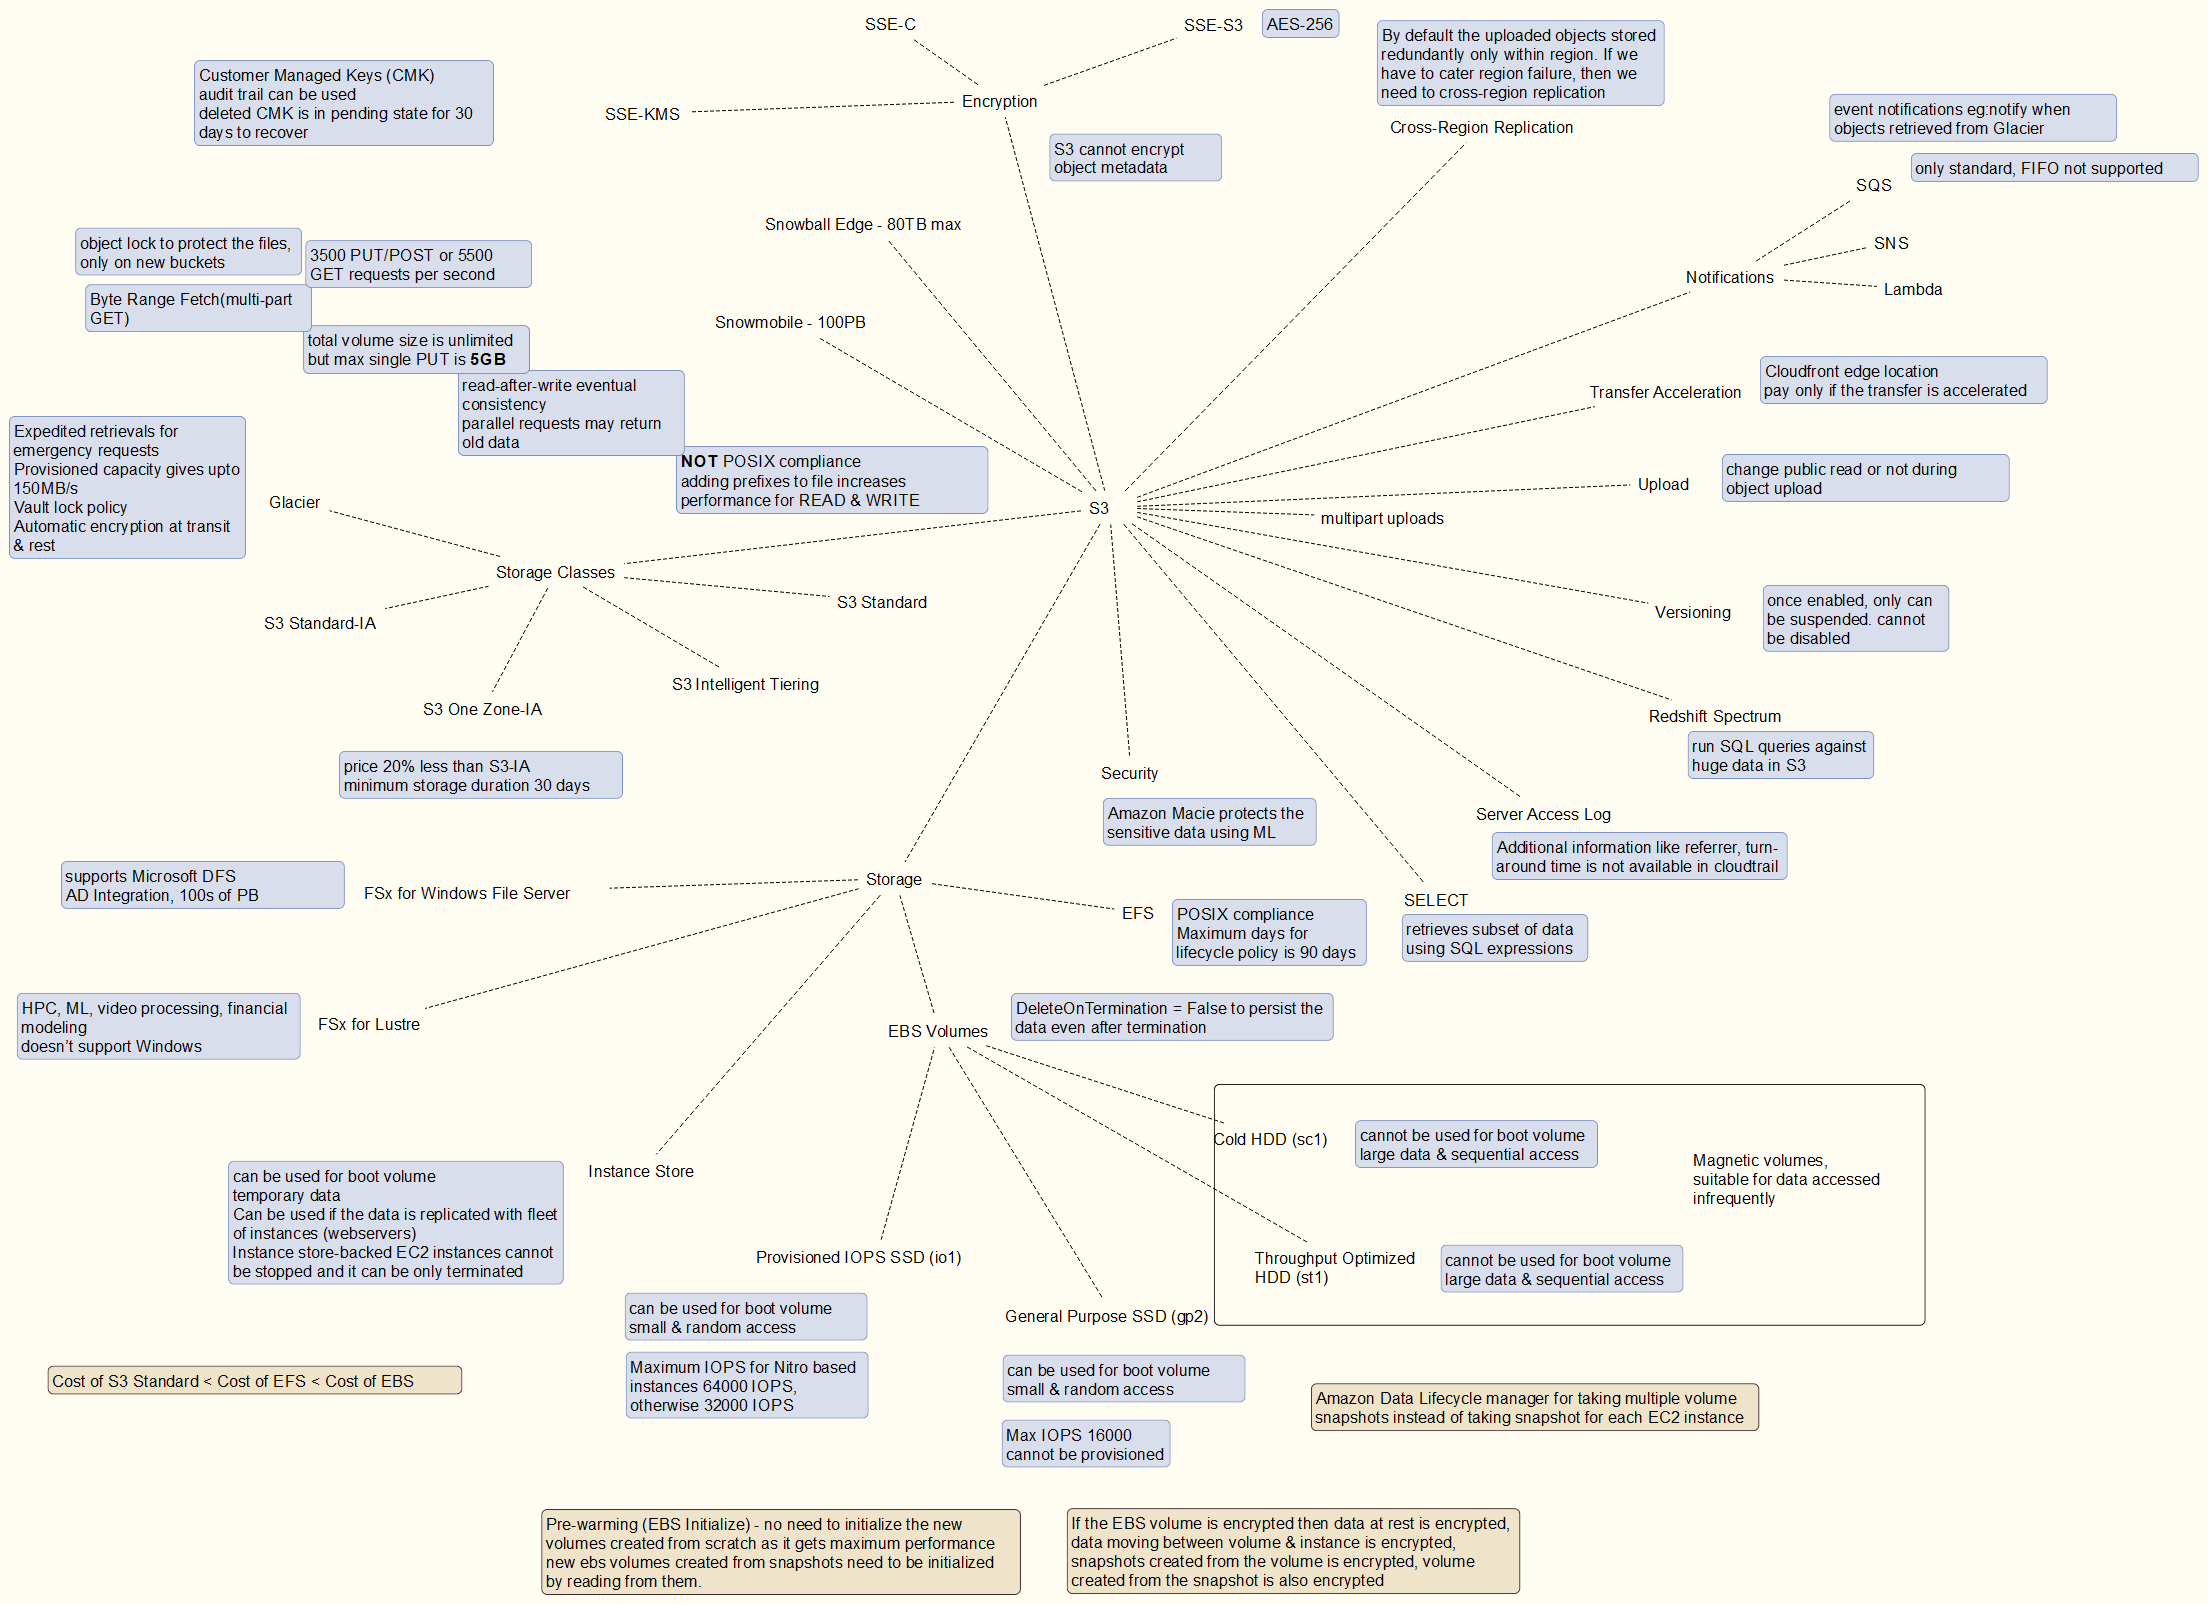 SSE-C
SSE-S3
AES-256
By default the uploaded objects stored
redundantly only within region. If we
have to cater region failure, then we
need to cross-region replication
Customer Managed Keys (CMK)
audit trail can be used
deleted CMK is in pending state for 30
days to recover
SSE-KMS
Encryption
Cross-Region Replication
event notifications eg:notify when
objects retrieved from Glacier
S3 cannot encrypt
object metadata
only standard, FIFO not supported
SQS
Snowball Edge - 80TB max
object lock to protect the files,
only on new buckets
3500 PUT/POST or 5500
GET requests per second
SNS
Notifications
Lambda
Byte Range Fetch(multi-part
GET)
Snowmobile - 100PB
total volume size is unlimited
but max single PUT is 5GB
read-after-write eventual
consistency
parallel requests may return
old data
Transfer Acceleration
Cloudfront edge location
pay only if the transfer is accelerated
Expedited retrievals for
emergency requests
Provisioned capacity gives upto
150MB/s
Vault lock policy
Automatic encryption at transit
& rest
Glacier
NOT POSIX compliance
adding prefixes to file increases
performance for READ & WRITE
S3
Upload
change public read or not during
object upload
multipart uploads
Storage Classes
S3 Standard
S3 Standard-IA
Versioning
once enabled, only can
be suspended. cannot
be disabled
S3 Intelligent Tiering
S3 One Zone-IA
Redshift Spectrum
run SQL queries against
huge data in S3
price 20% less than S3-IA
minimum storage duration 30 days
Security
Amazon Macie protects the
sensitive data using ML
Server Access Log
Additional information like referrer, turn-
around time is not available in cloudtrail
supports Microsoft DFS
AD Integration, 100s of PB
FSx for Windows File Server
Storage
EFS
POSIX compliance
Maximum days for
lifecycle policy is 90 days
SELECT
retrieves subset of data
using SQL expressions
HPC, ML, video processing, financial
modeling
doesn't support Windows
FSx for Lustre
EBS Volumes
DeleteOnTermination = False to persist the
data even after termination
Cold HDD (sc1)
cannot be used for boot volume
large data & sequential access
Magnetic volumes,
suitable for data accessed
infrequently
can be used for boot volume
temporary data
Can be used if the data is replicated with fleet
of instances (webservers)
Instance store-backed EC2 instances cannot
be stopped and it can be only terminated
Instance Store
Provisioned IOPS SSD (io1)
Throughput Optimized
HDD (st1)
cannot be used for boot volume
large data & sequential access
can be used for boot volume
small & random access
General Purpose SSD (gp2)
Maximum IOPS for Nitro based
instances 64000 IOPS,
otherwise 32000 IOPS
can be used for boot volume
small & random access
Cost of S3 Standard < Cost of EFS < Cost of EBS
Amazon Data Lifecycle manager for taking multiple volume
snapshots instead of taking snapshot for each EC2 instance
Max IOPS 16000
cannot be provisioned
Pre-warming (EBS Initialize) - no need to initialize the new
volumes created from scratch as it gets maximum performance
new ebs volumes created from snapshots need to be initialized
by reading from them.
If the EBS volume is encrypted then data at rest is encrypted,
data moving between volume & instance is encrypted,
snapshots created from the volume is encrypted, volume
created from the snapshot is also encrypted